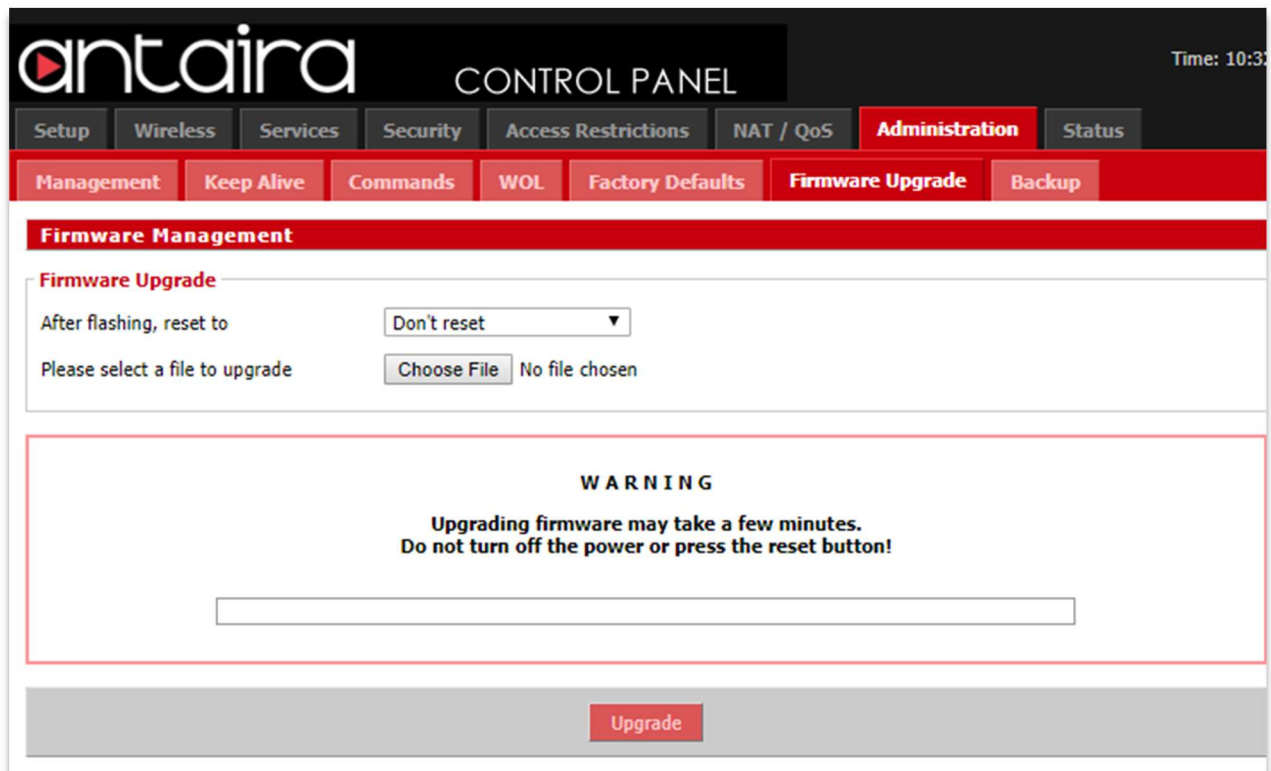 antaira CONTROL PANEL
Time: 10:32
Setup Wireless Services Security Access Restrictions NAT / QoS Administration Status
Management Keep Alive Commands WOL Factory Defaults Firmware Upgrade Backup
Firmware Management
Firmware Upgrade
After flashing, reset to Don't reset
Please select a file to upgrade Choose File No file chosen
WARNING
Upgrading firmware may take a few minutes.
Do not turn off the power or press the reset button!
Upgrade